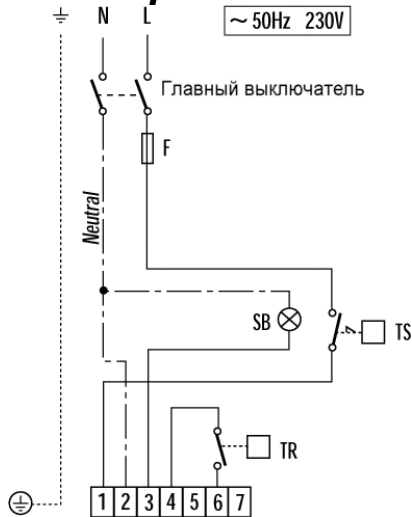 N L ~ 50Hz 230V
Главный выключатель
F
Neutral
SB
TS
TR
1 2 3 4 5 6 7